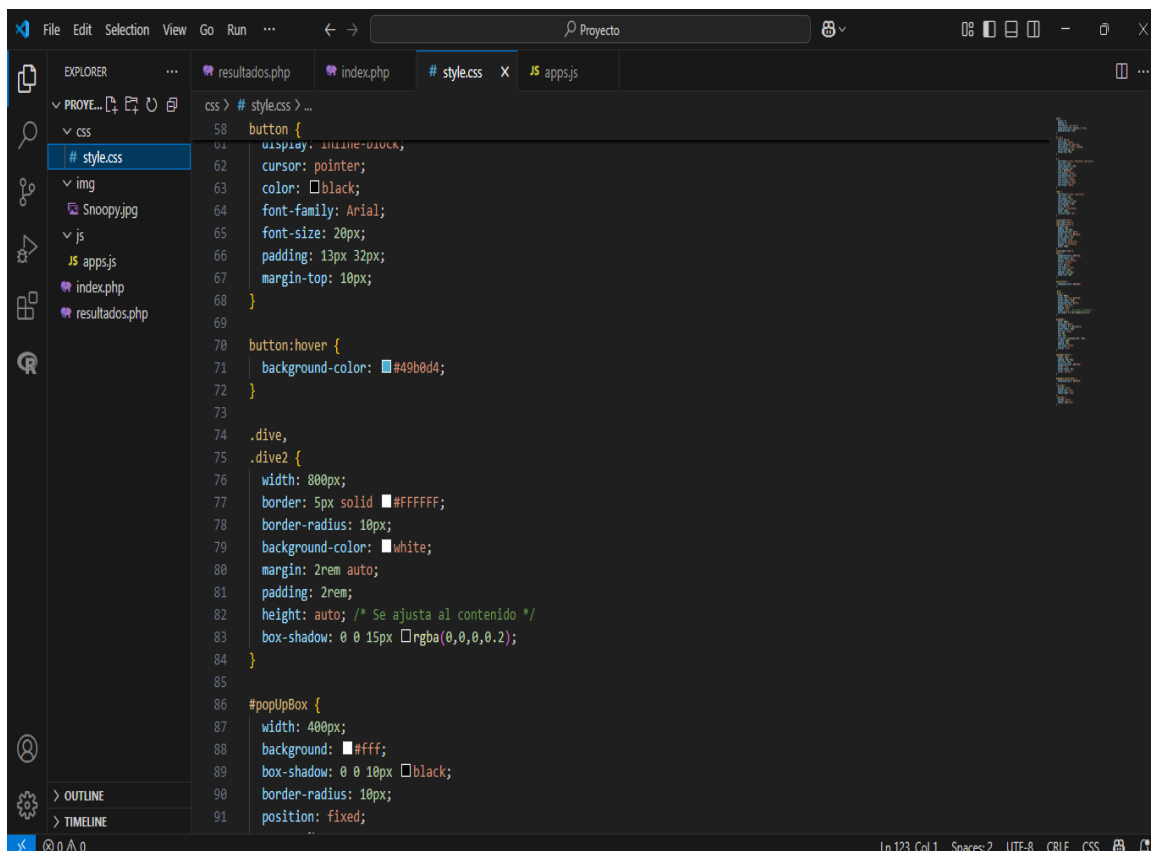 File Edit Selection View Go Run ··· ← → Proyecto
EXPLORER ···
resultados.php index.php # style.css X JS apps.js ···
PROYE...
css > # style.css > ...
css
# style.css
img
Snoopy.jpg
js
JS apps.js
index.php
resultados.php
OUTLINE
TIMELINE
58 button {
61 display: inline-block;
62 cursor: pointer;
63 color: black;
64 font-family: Arial;
65 font-size: 20px;
66 padding: 13px 32px;
67 margin-top: 10px;
68 }
69
70 button:hover {
71 background-color: #49b0d4;
72 }
73
74 .dive,
75 .dive2 {
76 width: 800px;
77 border: 5px solid #FFFFFF;
78 border-radius: 10px;
79 background-color: white;
80 margin: 2rem auto;
81 padding: 2rem;
82 height: auto; /* Se ajusta al contenido */
83 box-shadow: 0 0 15px rgba(0,0,0,0.2);
84 }
85
86 #popUpBox {
87 width: 400px;
88 background: #fff;
89 box-shadow: 0 0 10px black;
90 border-radius: 10px;
91 position: fixed;
0 0 Ln 123, Col 1 Spaces: 2 UTF-8 CRLF CSS